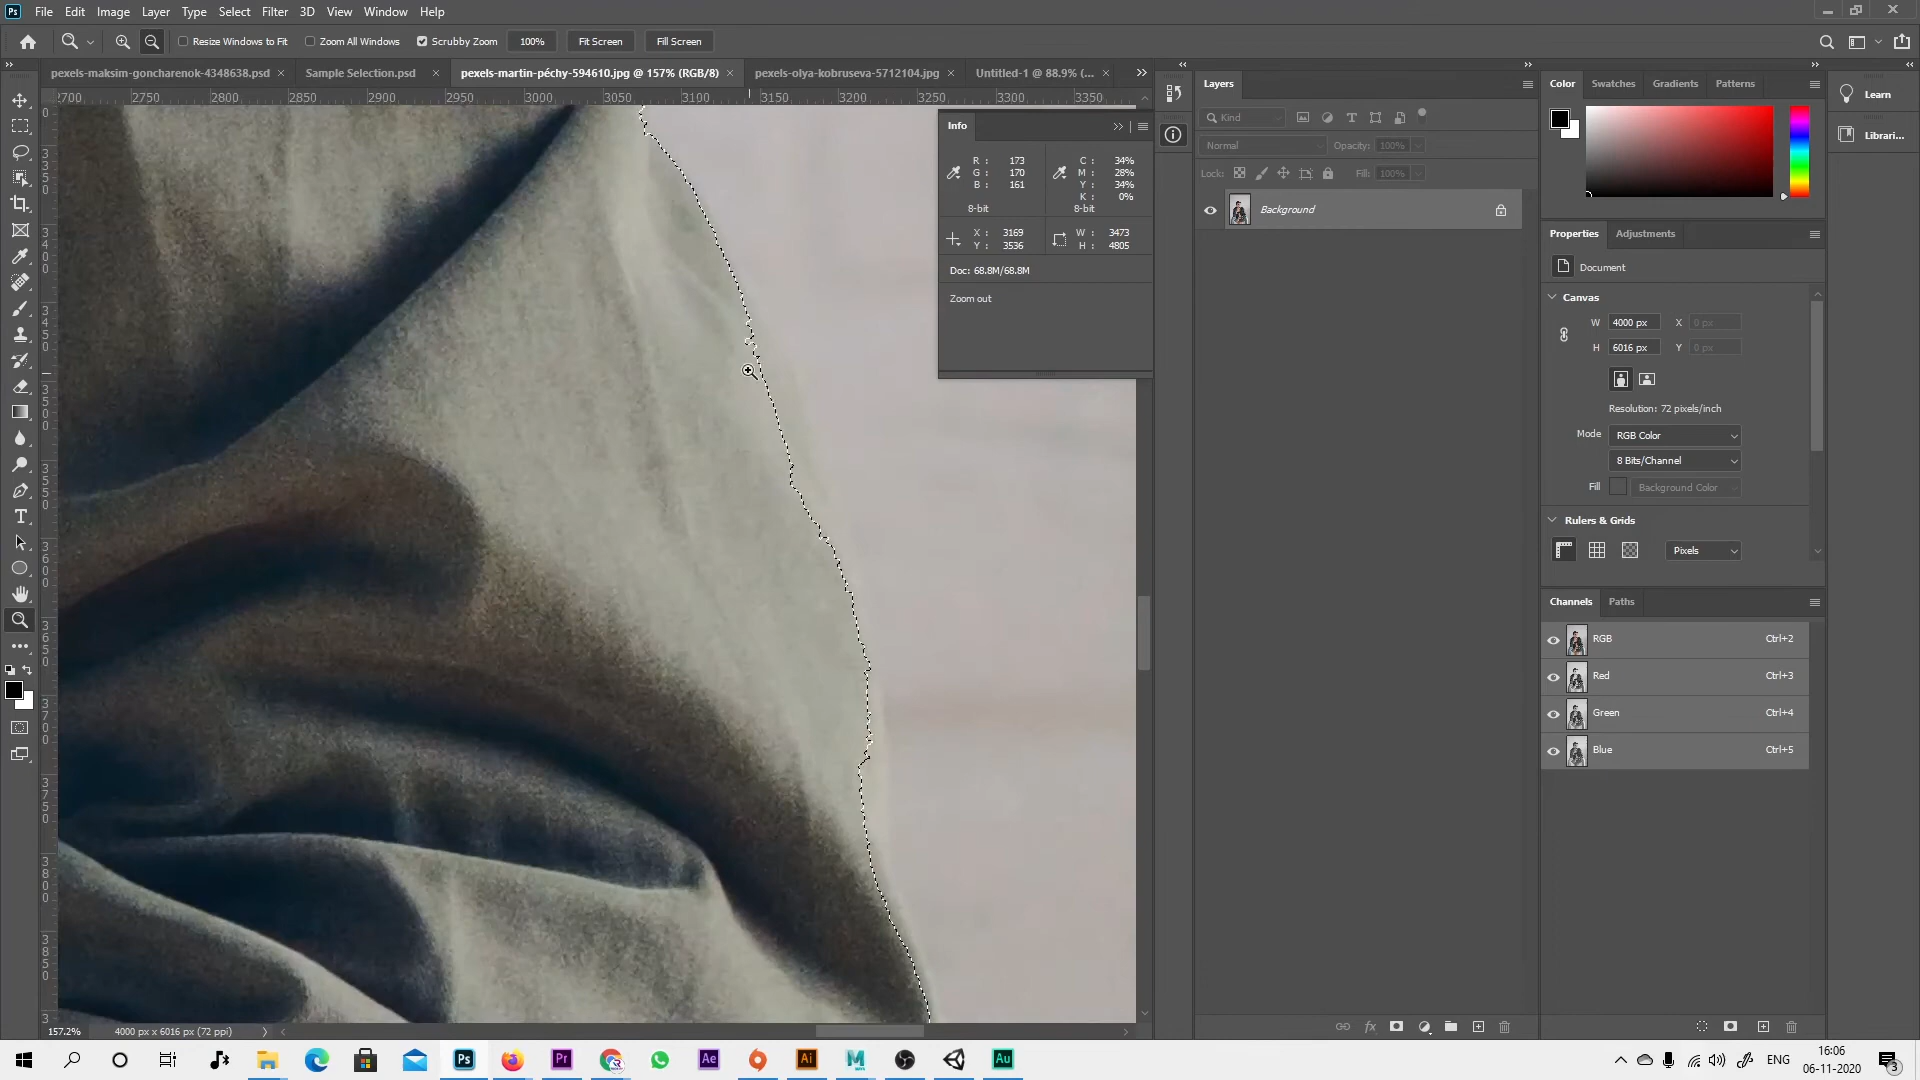 Ps File Edit Image Layer Type Select Filter 3D View Window Help
Resize Windows to Fit Zoom All Windows Scrubby Zoom 100% Fit Screen Fill Screen
pexels-maksim-goncharenok-4348638.psd × Sample Selection.psd × pexels-martin-péchy-594610.jpg @ 157% (RGB/8) × pexels-olya-kobruseva-5712104.jpg × Untitled-1 @ 88.9% (... ×
2700 2750 2800 2850 2900 2950 3000 3050 3100 3150 3200 3250 3300 3350
Info
R : 173 C : 34%
G : 170 M : 28%
B : 161 Y : 34%
K : 0%
8-bit 8-bit
X : 3169 W : 3473
Y : 3536 H : 4805
Doc: 68.8M/68.8M
Zoom out
Layers
Kind
Normal Opacity: 100%
Lock: Fill: 100%
Background
Color Swatches Gradients Patterns
Learn
Librari...
Properties Adjustments
Document
Canvas
W 4000 px X 0 px
H 6016 px Y 0 px
Resolution: 72 pixels/inch
Mode RGB Color
8 Bits/Channel
Fill Background Color
Rulers & Grids
Pixels
Channels Paths
RGB Ctrl+2
Red Ctrl+3
Green Ctrl+4
Blue Ctrl+5
157.2% 4000 px x 6016 px (72 ppi)
Ps Pr Ae Ai M Au
ENG 16:06
06-11-2020 3